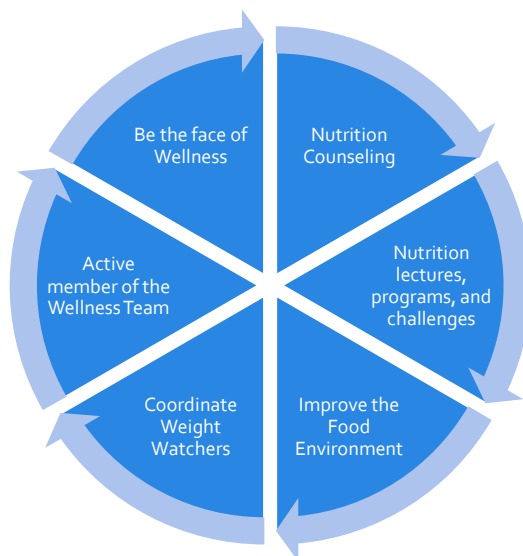 Nutrition
Counseling
Nutrition
lectures,
programs, and
challenges
Improve the
Food
Environment
Coordinate
Weight
Watchers
Active
member of the
Wellness Team
Be the face of
Wellness